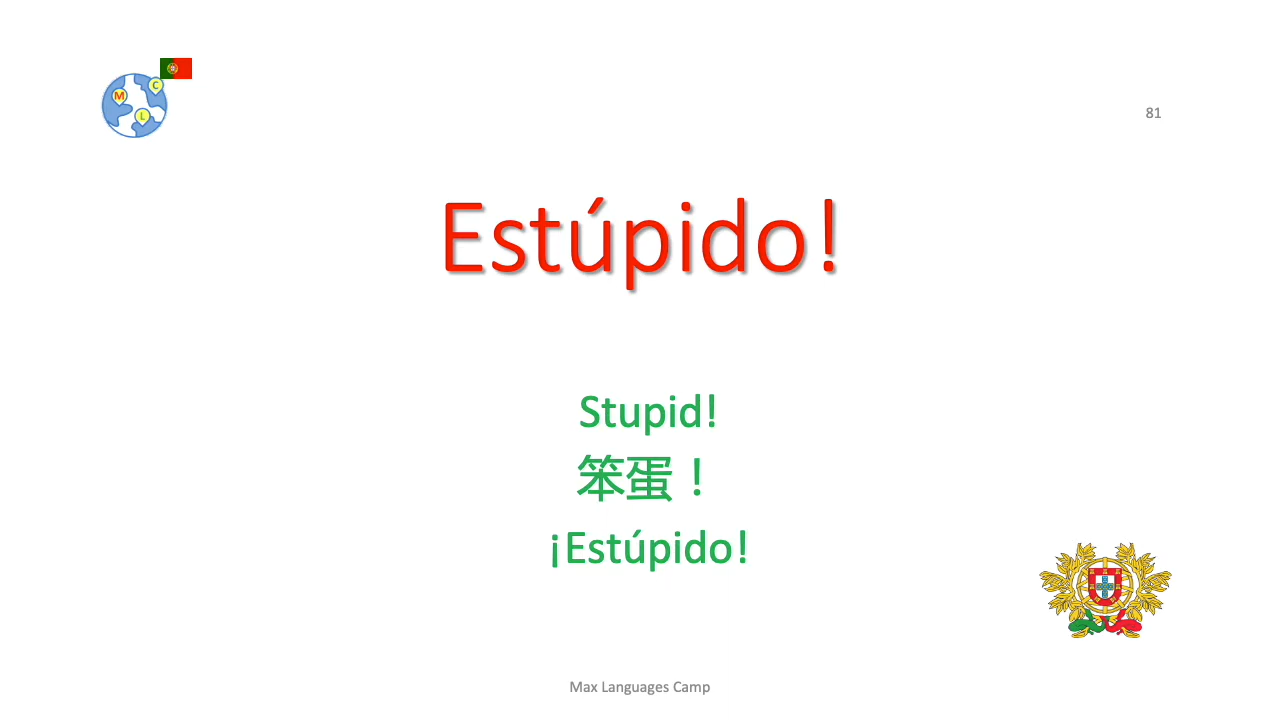 M
C
L
81
Estúpido!
Stupid!
笨蛋！
¡Estúpido!
Max Languages Camp